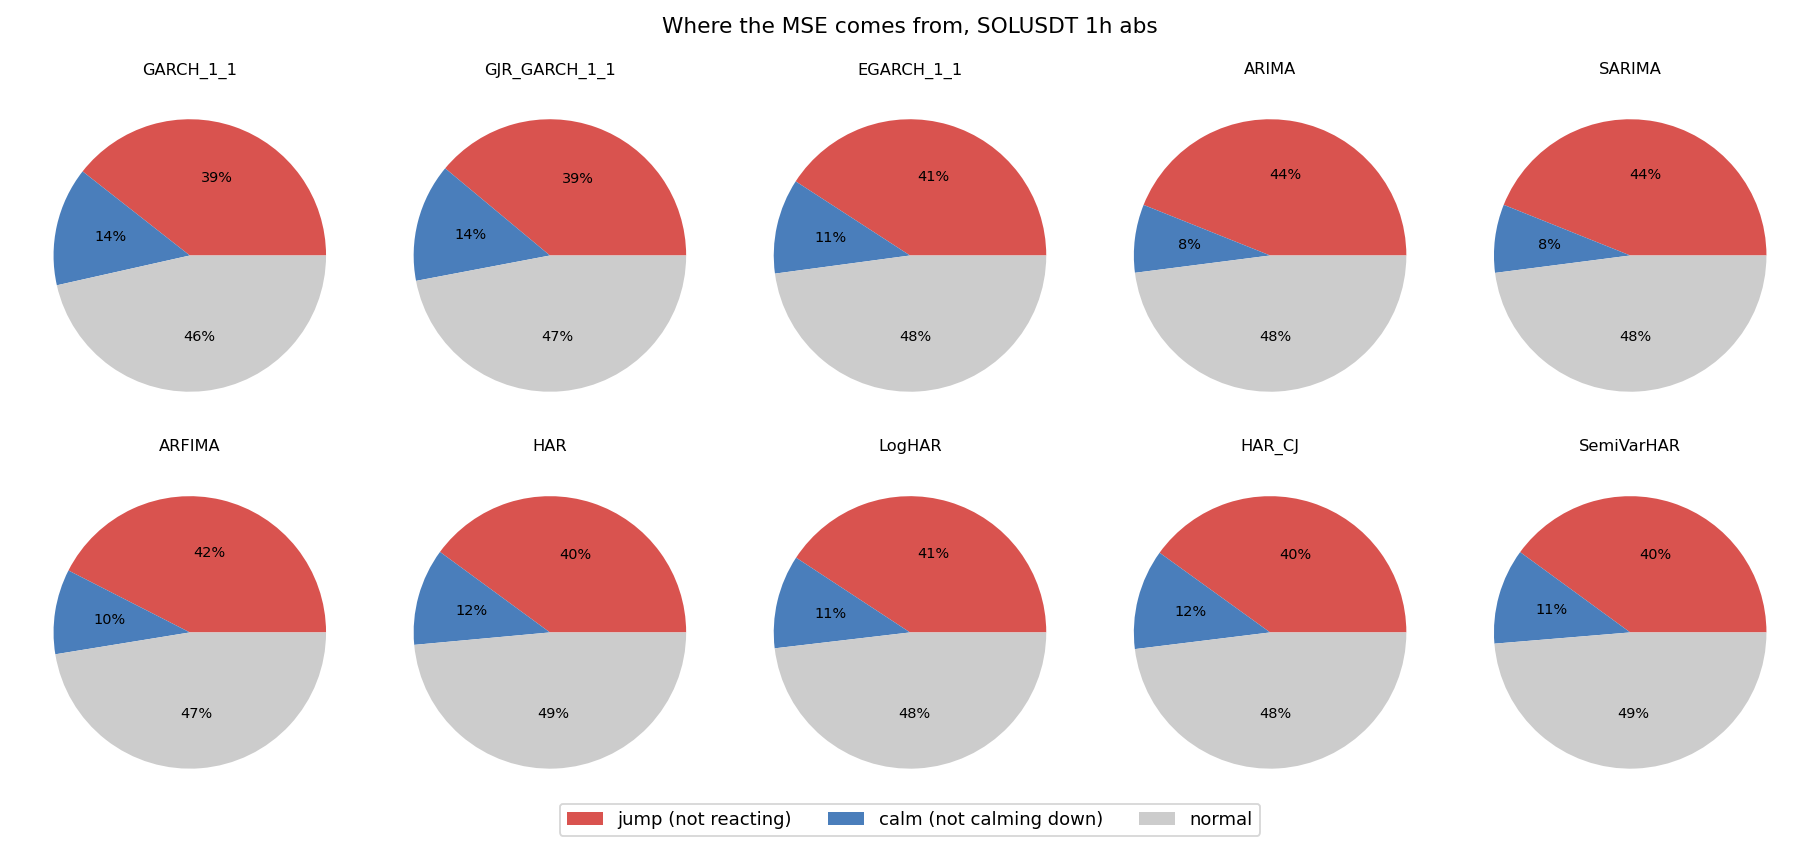 Where the MSE comes from, SOLUSDT 1h abs
GARCH_1_1
GJR_GARCH_1_1
EGARCH_1_1
ARIMA
SARIMA
39%
14%
46%
39%
14%
47%
41%
11%
48%
44%
8%
48%
44%
8%
48%
ARFIMA
HAR
LogHAR
HAR_CJ
SemiVarHAR
42%
10%
47%
40%
12%
49%
41%
11%
48%
40%
12%
48%
40%
11%
49%
jump (not reacting)
calm (not calming down)
normal